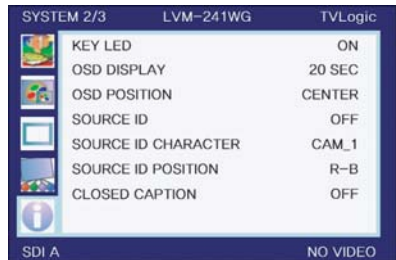 SYSTEM 2/3 LVM-241WG TVLogic
KEY LED ON
OSD DISPLAY 20 SEC
OSD POSITION CENTER
SOURCE ID OFF
SOURCE ID CHARACTER CAM_1
SOURCE ID POSITION R-B
CLOSED CAPTION OFF
SDI A NO VIDEO